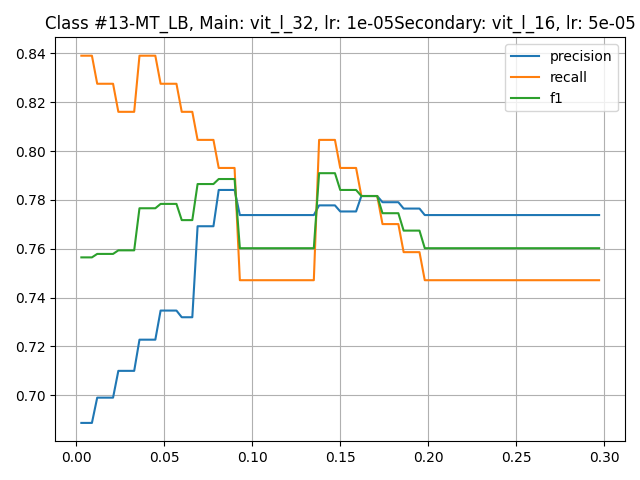 Class #13-MT_LB, Main: vit_l_32, lr: 1e-05Secondary: vit_l_16, lr: 5e-05
precision
recall
f1
0.84
0.82
0.80
0.78
0.76
0.74
0.72
0.70
0.00 0.05 0.10 0.15 0.20 0.25 0.30